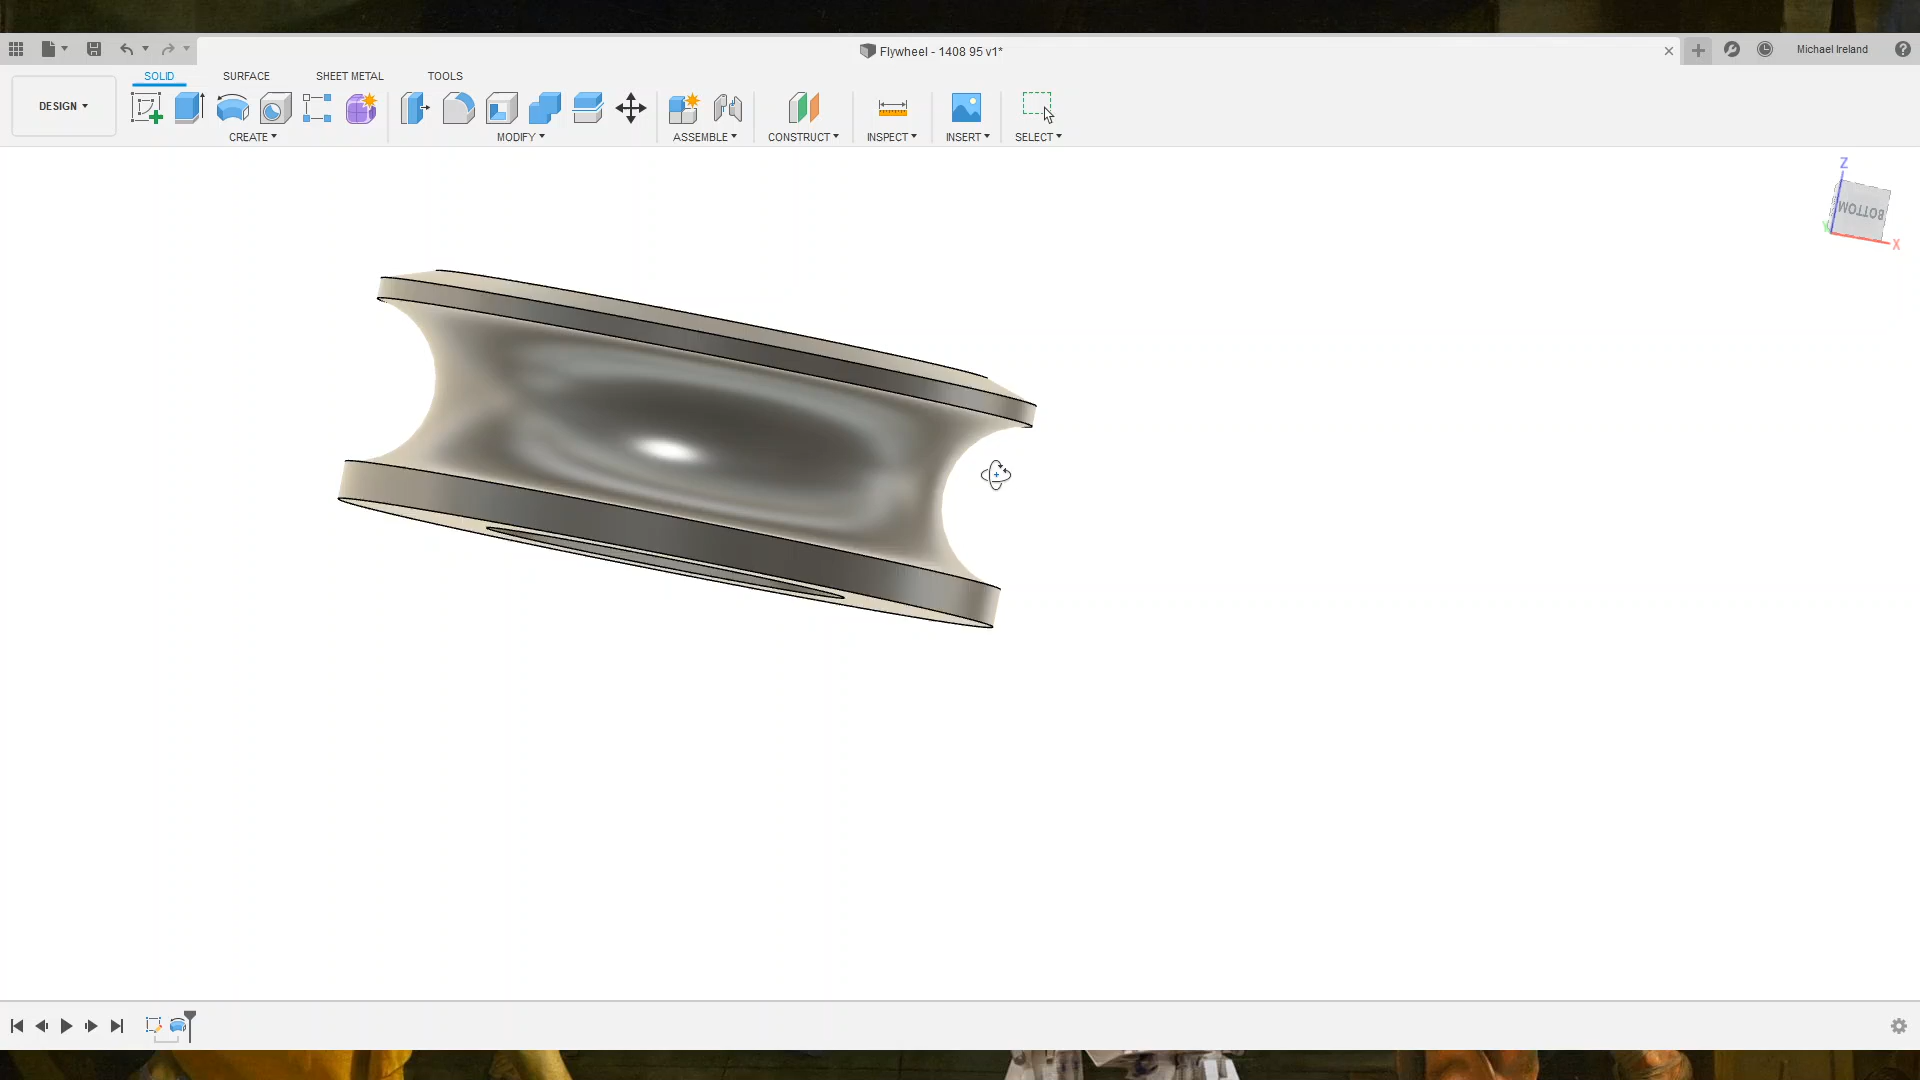 Flywheel - 1408 95 v1*
Michael Ireland
SOLID SURFACE SHEET METAL TOOLS
DESIGN
CREATE MODIFY ASSEMBLE CONSTRUCT INSPECT INSERT SELECT
Z
BOTTOM
Y
X